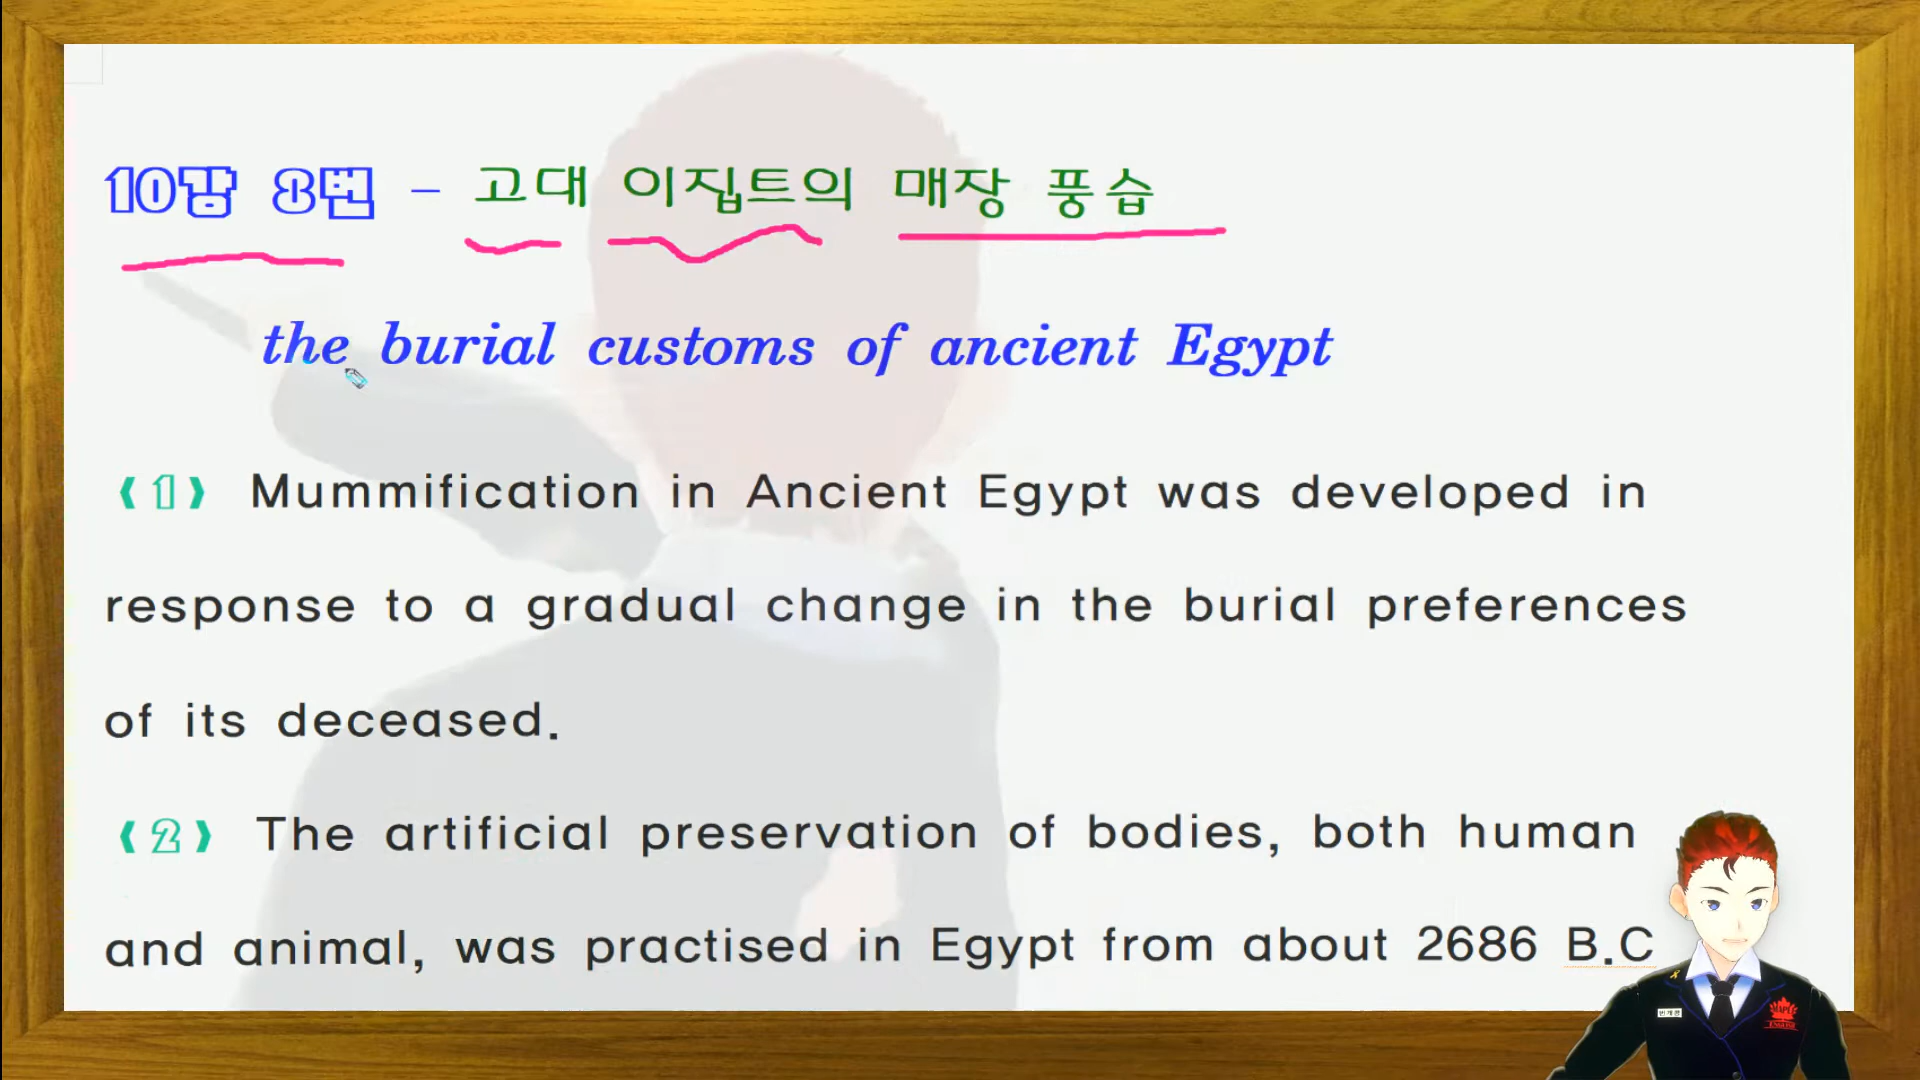 10강 8번 - 고대 이집트의 매장 풍습
the burial customs of ancient Egypt
(1) Mummification in Ancient Egypt was developed in
response to a gradual change in the burial preferences
of its deceased.
(2) The artificial preservation of bodies, both human
and animal, was practised in Egypt from about 2686 B.C
MAPLE
ENGLISH